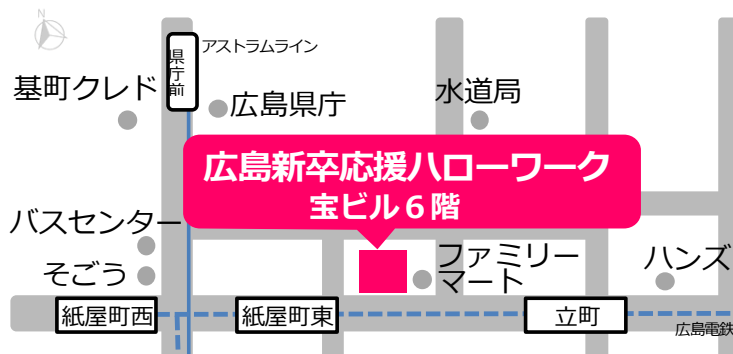 N
アストラムライン
県庁前
基町クレド
広島県庁
水道局
広島新卒応援ハローワーク
宝ビル６階
バスセンター
そごう
ファミリー
マート
ハンズ
紙屋町西
紙屋町東
立町
広島電鉄